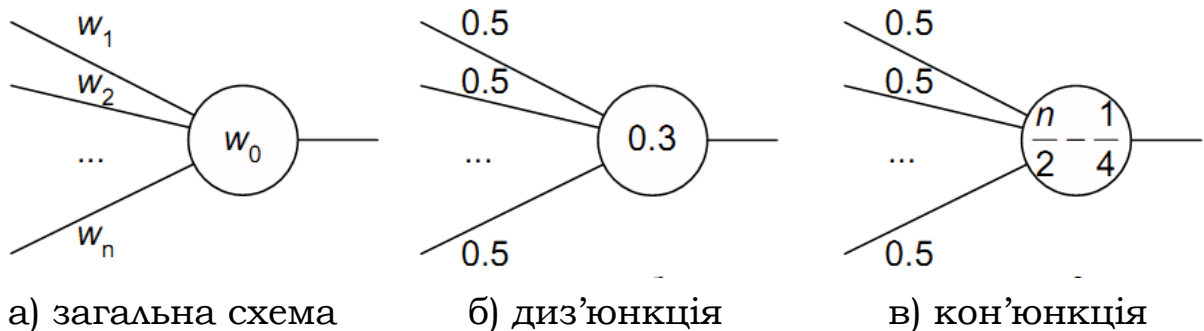 w₁ 0.5 0.5
w₂ 0.5 0.5
w₀ 0.3 n/2 − 1/4
... ... ...
wₙ 0.5 0.5
а) загальна схема б) диз’юнкція в) кон’юнкція